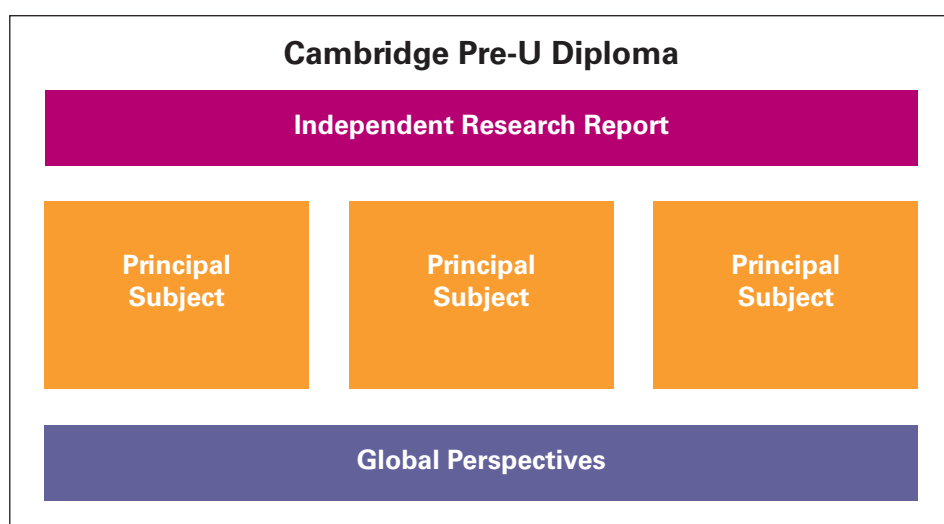 Cambridge Pre-U Diploma
Independent Research Report
Principal
Subject
Principal
Subject
Principal
Subject
Global Perspectives